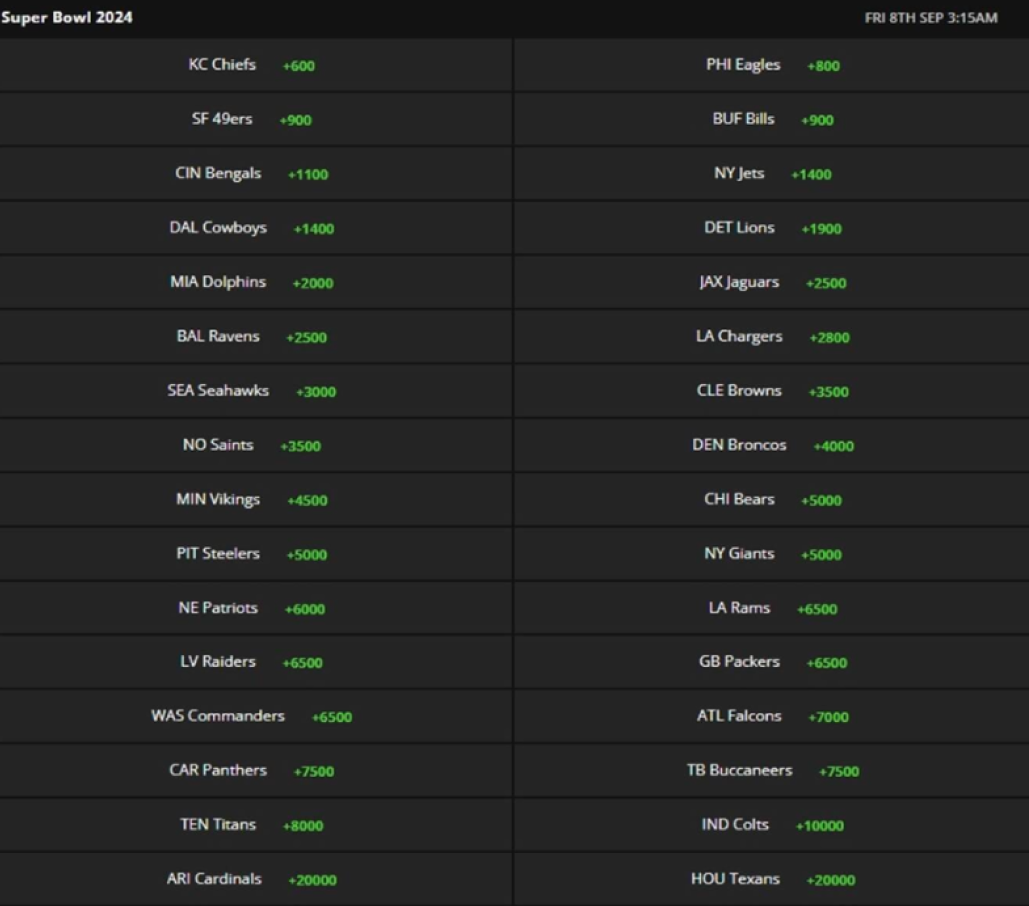 Super Bowl 2024 FRI 8TH SEP 3:15AM
KC Chiefs +600 PHI Eagles +800
SF 49ers +900 BUF Bills +900
CIN Bengals +1100 NY Jets +1400
DAL Cowboys +1400 DET Lions +1900
MIA Dolphins +2000 JAX Jaguars +2500
BAL Ravens +2500 LA Chargers +2800
SEA Seahawks +3000 CLE Browns +3500
NO Saints +3500 DEN Broncos +4000
MIN Vikings +4500 CHI Bears +5000
PIT Steelers +5000 NY Giants +5000
NE Patriots +6000 LA Rams +6500
LV Raiders +6500 GB Packers +6500
WAS Commanders +6500 ATL Falcons +7000
CAR Panthers +7500 TB Buccaneers +7500
TEN Titans +8000 IND Colts +10000
ARI Cardinals +20000 HOU Texans +20000